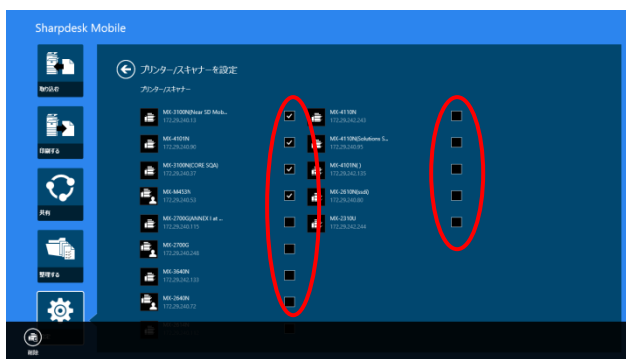 Sharpdesk Mobile
プリンター/スキャナーを設定
プリンター/スキャナー
取り込む
印刷する
共有
整理する
MX-3100N(Near SD Mob...
172.29.240.13
MX-4101N
172.29.240.90
MX-3100N(CORE SQA)
172.29.240.37
MX-M453N
172.29.240.53
MX-2700G(ANNEX I at ...
172.29.240.115
MX-2700G
172.29.240.248
MX-3640N
172.29.242.133
MX-2640N
172.29.240.72
MX-4110N
172.29.242.243
MX-4110N(Solutions S...
172.29.240.95
MX-4101N( )
172.29.242.135
MX-2610N(osdi)
172.29.240.80
MX-2310U
172.29.242.244
削除